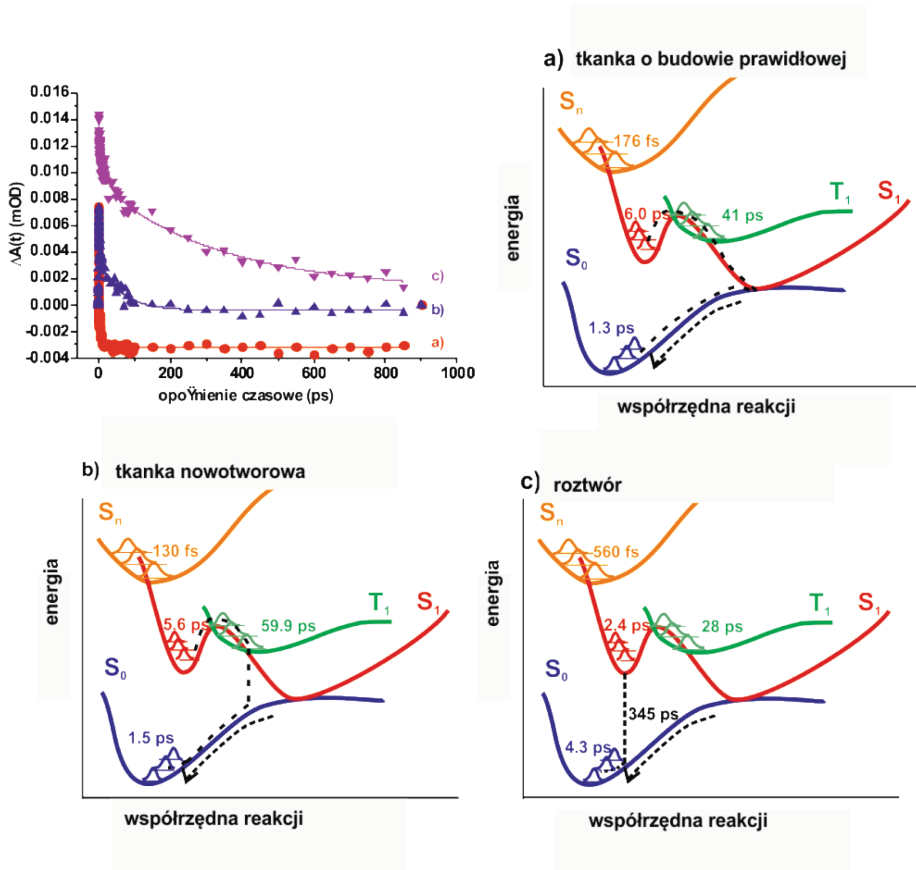 0.016
0.014
0.012
0.010
0.008
0.006
0.004
0.002
0.000
-0.002
-0.004
ΔA(t) (mOD)
c)
b)
a)
0 200 400 600 800 1000
opoŸnienie czasowe (ps)
a) tkanka o budowie prawidłowej
Sn
176 fs
6.0 ps
41 ps
T1
S1
S0
1.3 ps
energia
współrzędna reakcji
b) tkanka nowotworowa
Sn
130 fs
5.6 ps
59.9 ps
T1
S1
S0
1.5 ps
energia
współrzędna reakcji
c) roztwór
Sn
560 fs
2.4 ps
28 ps
T1
S1
S0
345 ps
4.3 ps
energia
współrzędna reakcji